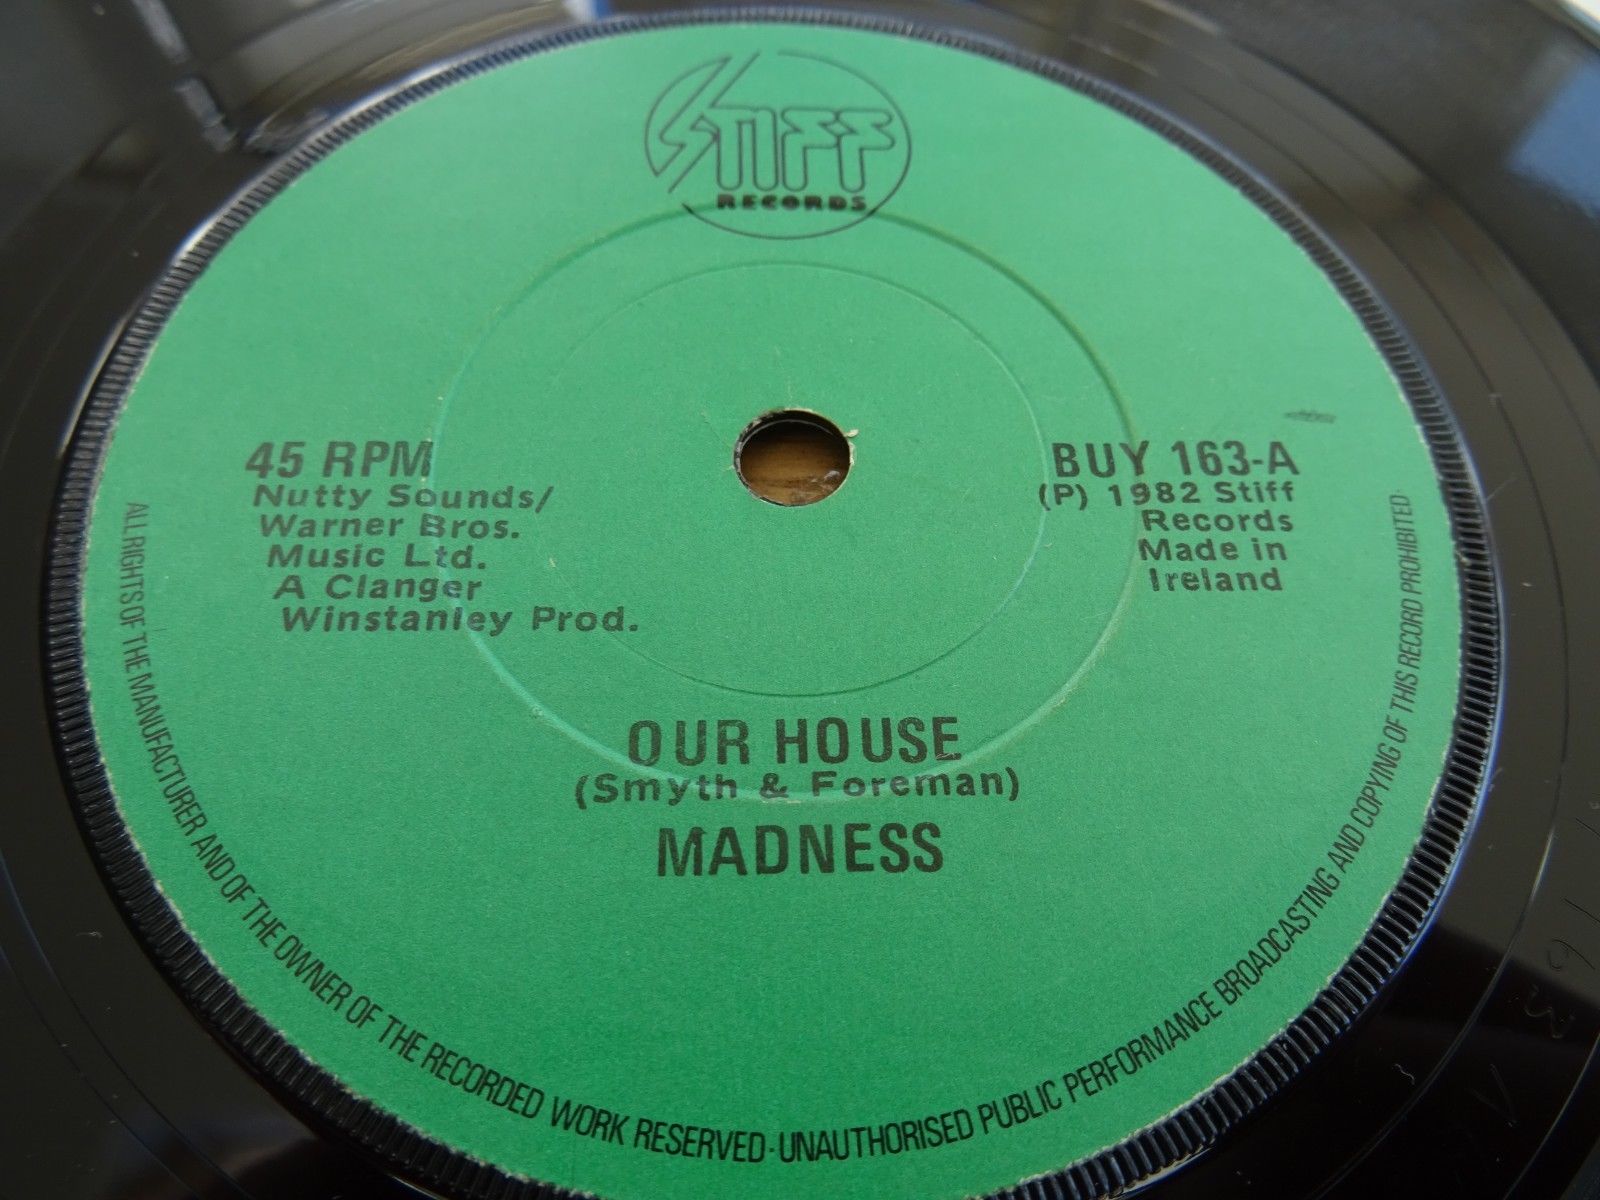 STIFF
RECORDS
45 RPM
Nutty Sounds/
Warner Bros.
Music Ltd.
A Clanger
Winstanley Prod.
BUY 163-A
(P) 1982 Stiff
Records
Made in
Ireland
OUR HOUSE
(Smyth & Foreman)
MADNESS
ALL RIGHTS OF THE MANUFACTURER AND OF THE OWNER OF THE RECORDED WORK RESERVED · UNAUTHORISED PUBLIC PERFORMANCE BROADCASTING AND COPYING OF THIS RECORD PROHIBITED ·